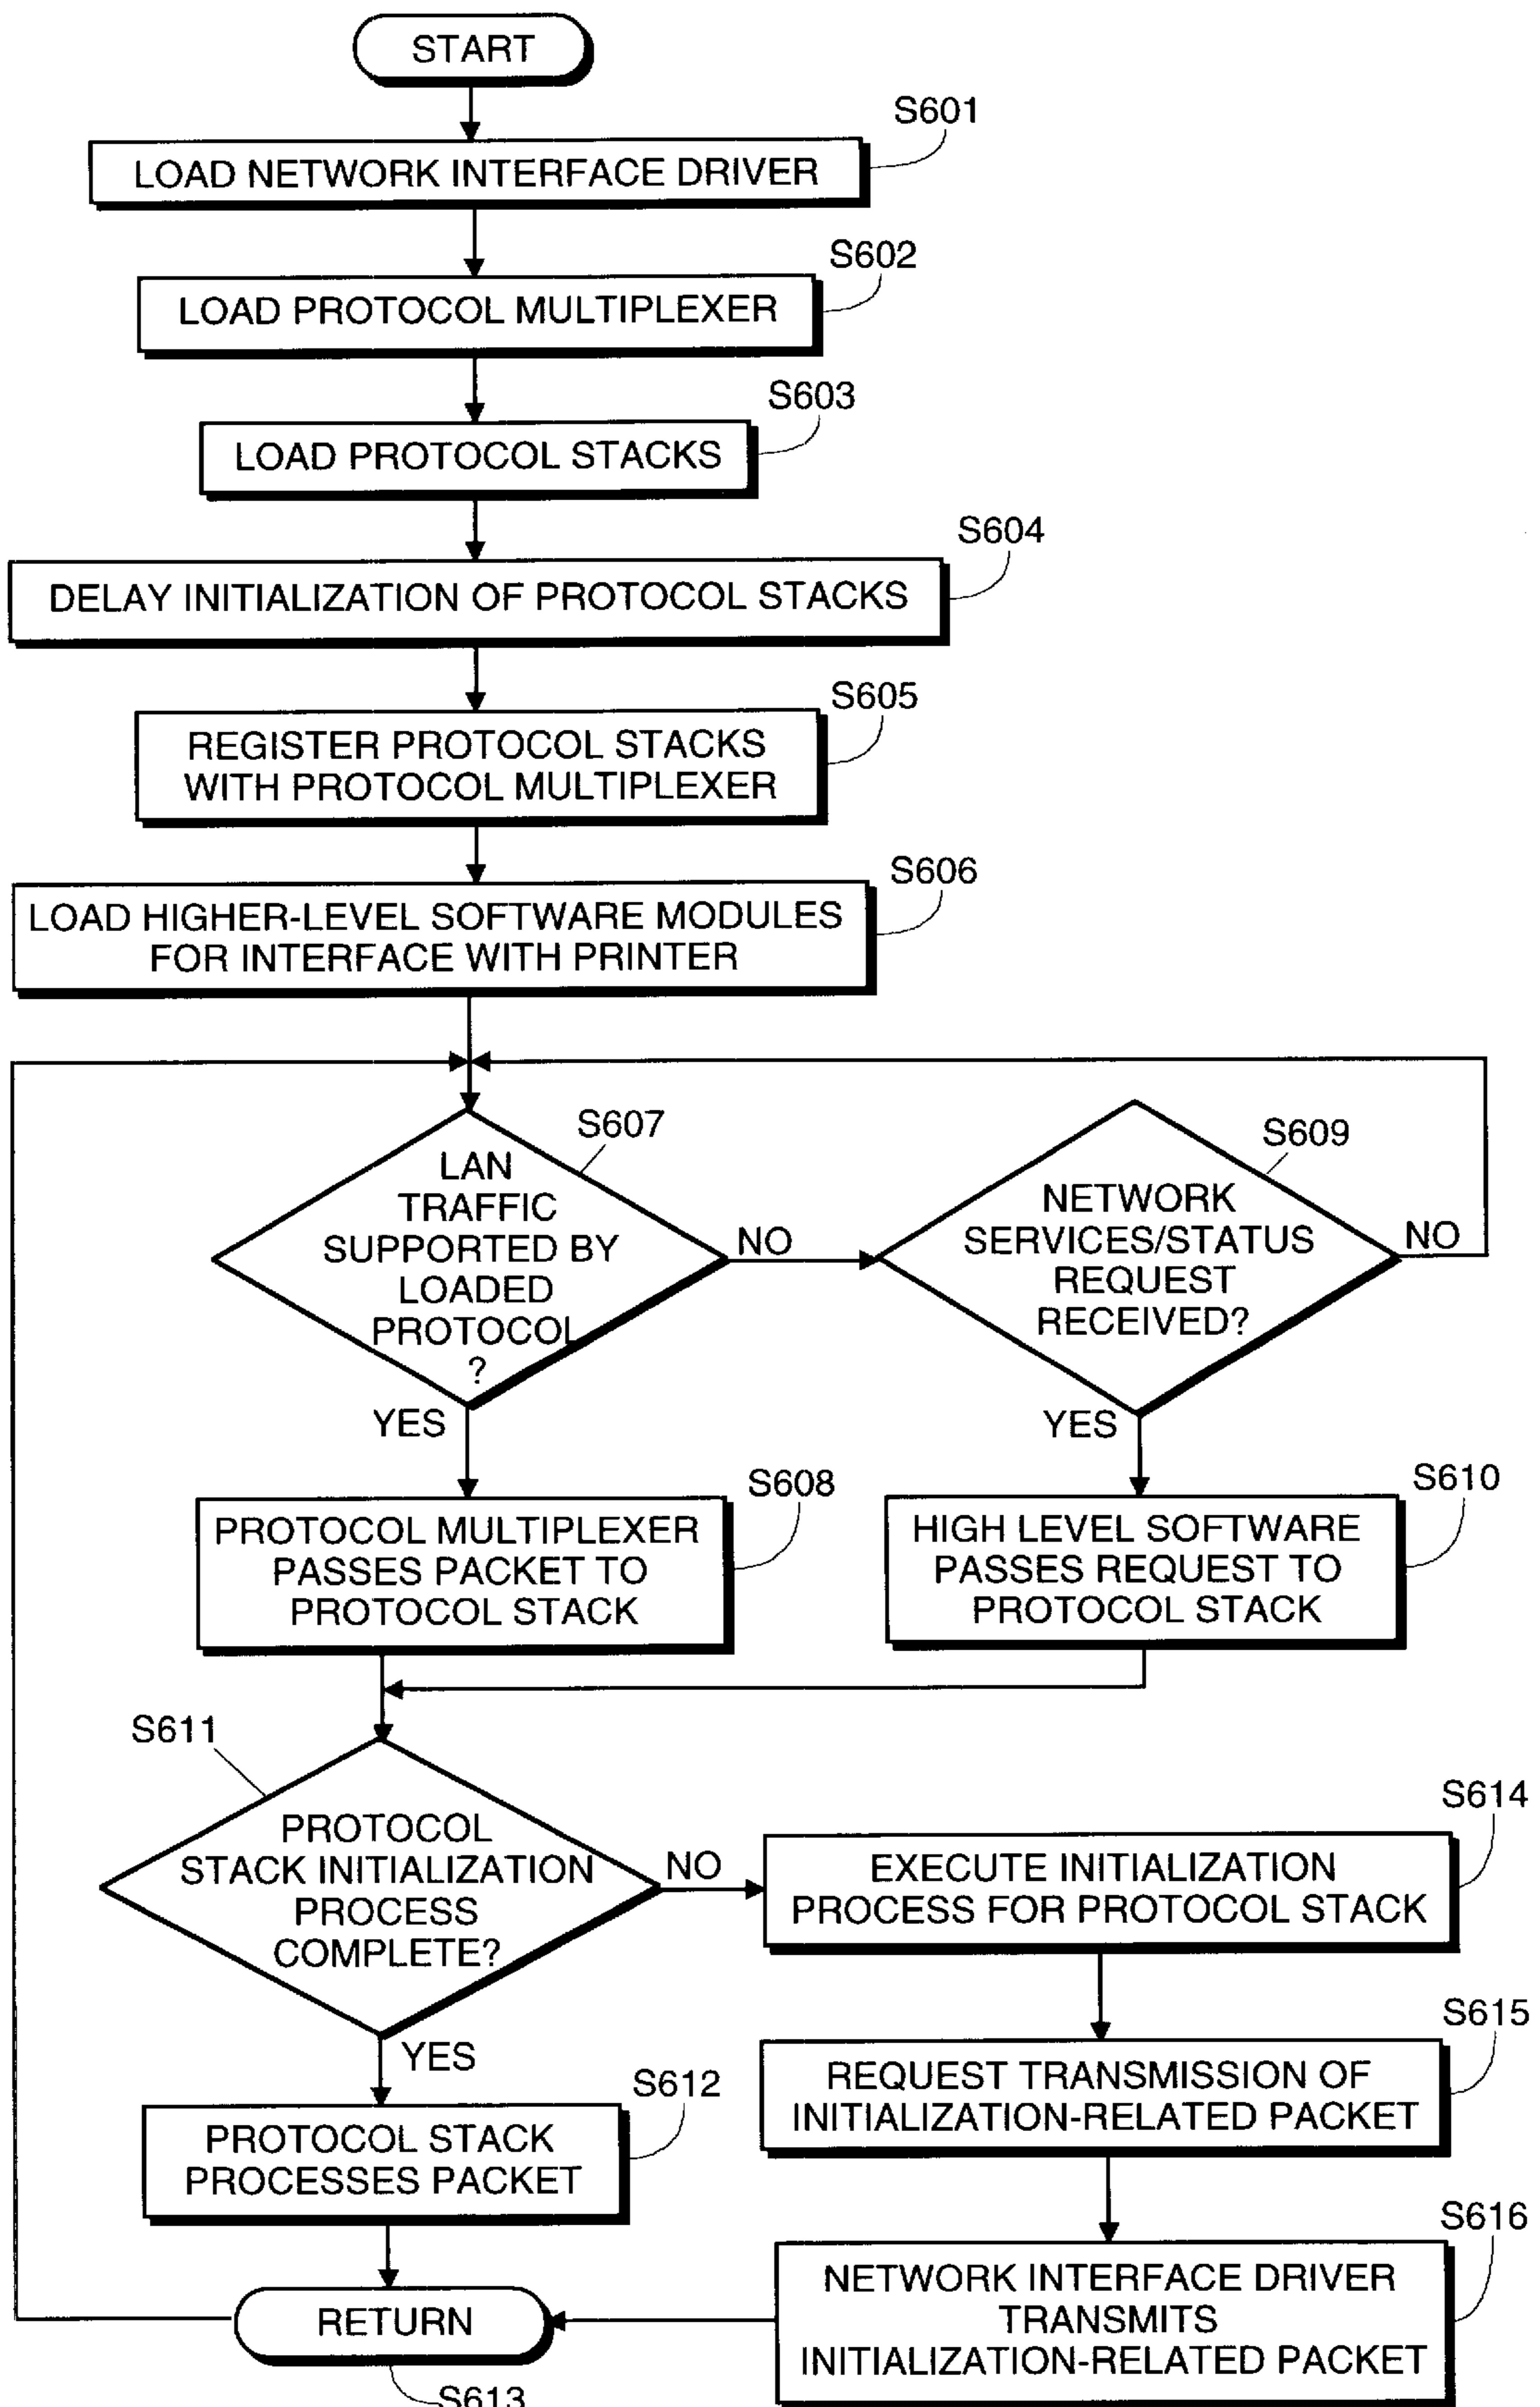 START
S601
LOAD NETWORK INTERFACE DRIVER
S602
LOAD PROTOCOL MULTIPLEXER
S603
LOAD PROTOCOL STACKS
S604
DELAY INITIALIZATION OF PROTOCOL STACKS
S605
REGISTER PROTOCOL STACKS
WITH PROTOCOL MULTIPLEXER
S606
LOAD HIGHER-LEVEL SOFTWARE MODULES
FOR INTERFACE WITH PRINTER
S607
LAN
TRAFFIC
SUPPORTED BY
LOADED
PROTOCOL
?
NO
YES
S609
NETWORK
SERVICES/STATUS
REQUEST
RECEIVED?
NO
YES
S608
PROTOCOL MULTIPLEXER
PASSES PACKET TO
PROTOCOL STACK
S610
HIGH LEVEL SOFTWARE
PASSES REQUEST TO
PROTOCOL STACK
S611
PROTOCOL
STACK INITIALIZATION
PROCESS
COMPLETE?
NO
YES
S614
EXECUTE INITIALIZATION
PROCESS FOR PROTOCOL STACK
S615
REQUEST TRANSMISSION OF
INITIALIZATION-RELATED PACKET
S612
PROTOCOL STACK
PROCESSES PACKET
S616
NETWORK INTERFACE DRIVER
TRANSMITS
INITIALIZATION-RELATED PACKET
RETURN
S613